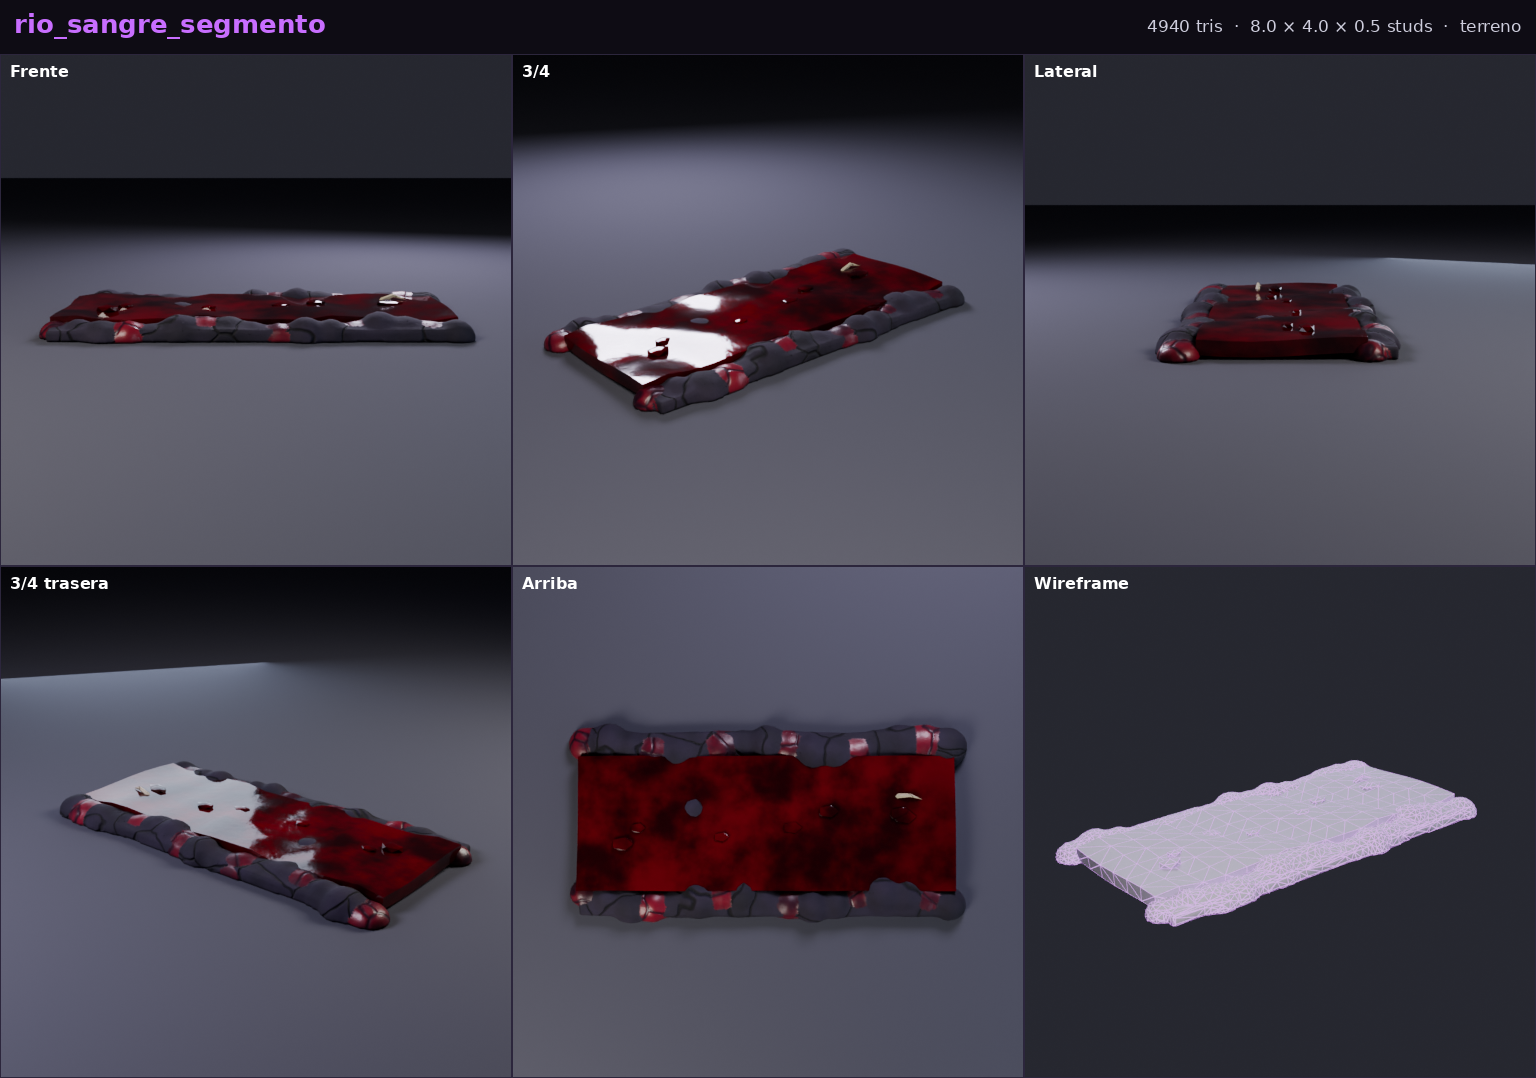 rio_sangre_segmento
4940 tris · 8.0 × 4.0 × 0.5 studs · terreno
Frente
3/4
Lateral
3/4 trasera
Arriba
Wireframe